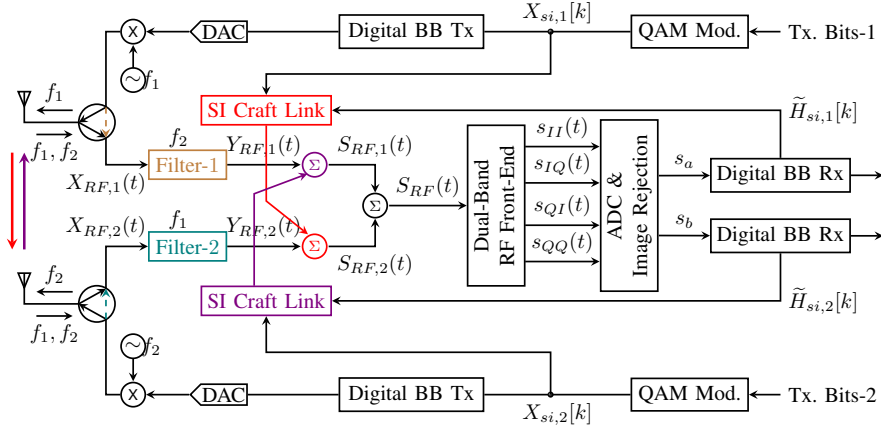 X_{si,1}[k]
DAC
Digital BB Tx
QAM Mod.
Tx. Bits-1
X
~
f_1
f_1
SI Craft Link
\widetilde{H}_{si,1}[k]
f_1, f_2
f_2
Y_{RF,1}(t)
S_{RF,1}(t)
s_{II}(t)
X_{RF,1}(t)
Filter-1
Σ
s_{IQ}(t)
s_a
Digital BB Rx
S_{RF}(t)
Σ
Dual-Band
RF Front-End
ADC &
Image Rejection
X_{RF,2}(t)
f_1
Y_{RF,2}(t)
s_{QI}(t)
s_b
Filter-2
Σ
s_{QQ}(t)
Digital BB Rx
S_{RF,2}(t)
f_2
SI Craft Link
\widetilde{H}_{si,2}[k]
f_1, f_2
~
f_2
X
DAC
Digital BB Tx
QAM Mod.
Tx. Bits-2
X_{si,2}[k]